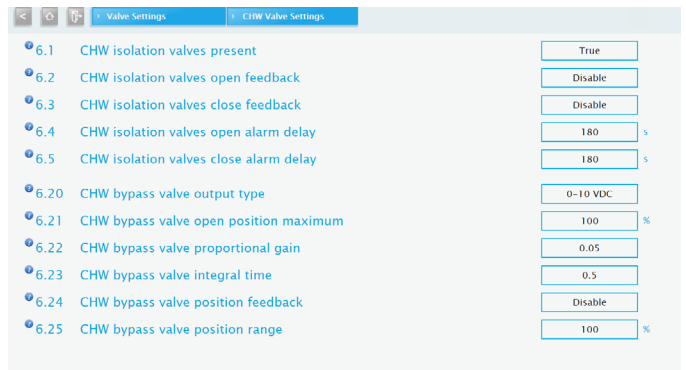 < Valve Settings CHW Valve Settings
? 6.1 CHW isolation valves present True
? 6.2 CHW isolation valves open feedback Disable
? 6.3 CHW isolation valves close feedback Disable
? 6.4 CHW isolation valves open alarm delay 180 s
? 6.5 CHW isolation valves close alarm delay 180 s
? 6.20 CHW bypass valve output type 0-10 VDC
? 6.21 CHW bypass valve open position maximum 100 %
? 6.22 CHW bypass valve proportional gain 0.05
? 6.23 CHW bypass valve integral time 0.5
? 6.24 CHW bypass valve position feedback Disable
? 6.25 CHW bypass valve position range 100 %